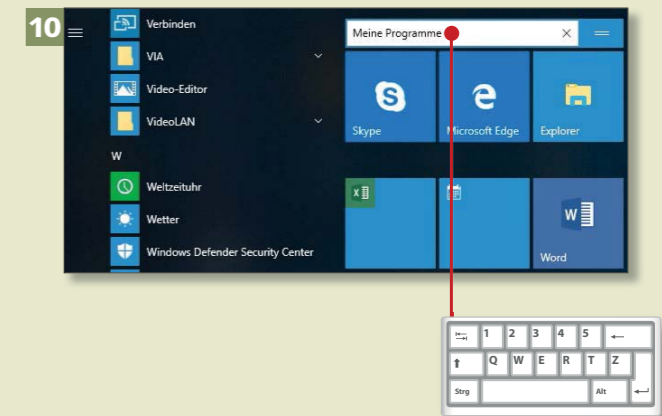 10
Verbinden
VIA
Video-Editor
VideoLAN
W
Weltzeituhr
Wetter
Windows Defender Security Center
Meine Programme
Skype
Microsoft Edge
Explorer
Word
1 2 3 4 5
Q W E R T Z
Strg Alt